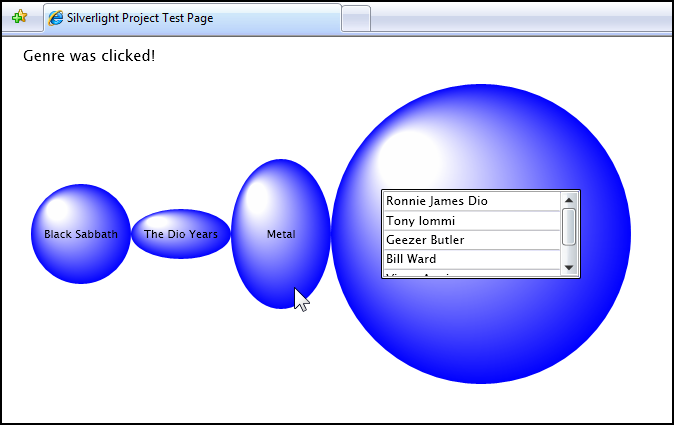 Silverlight Project Test Page
Genre was clicked!
Black Sabbath
The Dio Years
Metal
Ronnie James Dio
Tony Iommi
Geezer Butler
Bill Ward